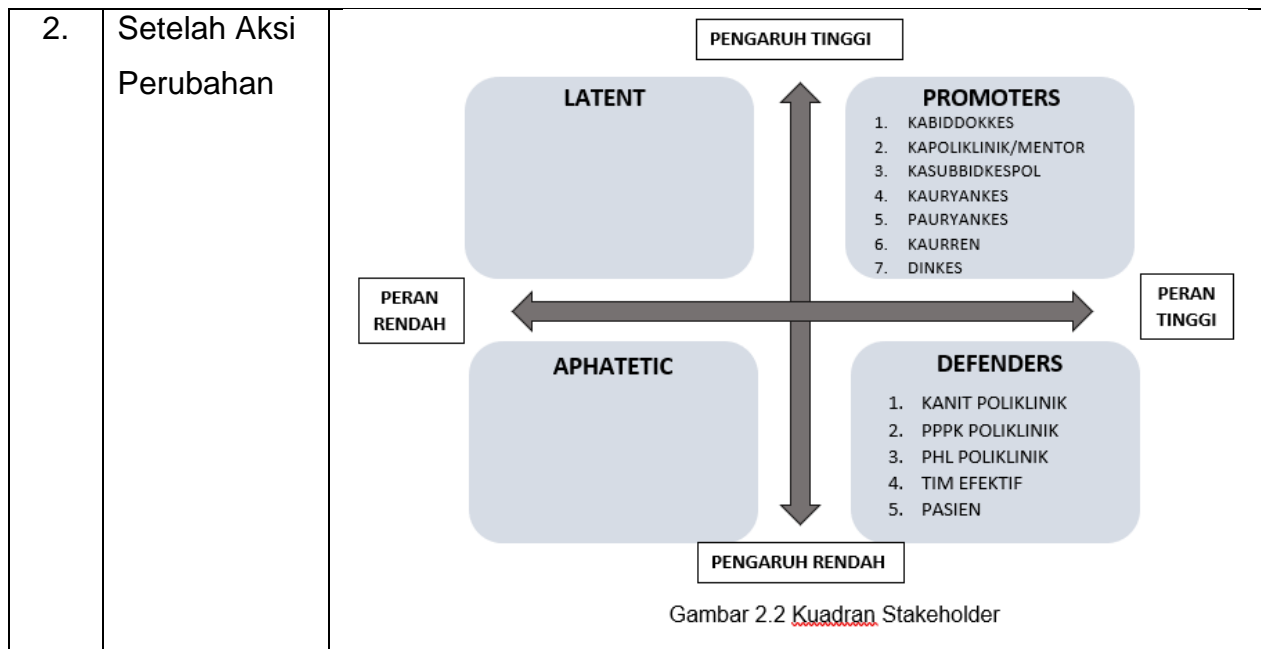 2.
Setelah Aksi
Perubahan
PENGARUH TINGGI
LATENT
PROMOTERS
1. KABIDDOKKES
2. KAPOLIKLINIK/MENTOR
3. KASUBBIDKESPOL
4. KAURYANKES
5. PAURYANKES
6. KAURREN
7. DINKES
PERAN
RENDAH
PERAN
TINGGI
APHATETIC
DEFENDERS
1. KANIT POLIKLINIK
2. PPPK POLIKLINIK
3. PHL POLIKLINIK
4. TIM EFEKTIF
5. PASIEN
PENGARUH RENDAH
Gambar 2.2 Kuadran Stakeholder